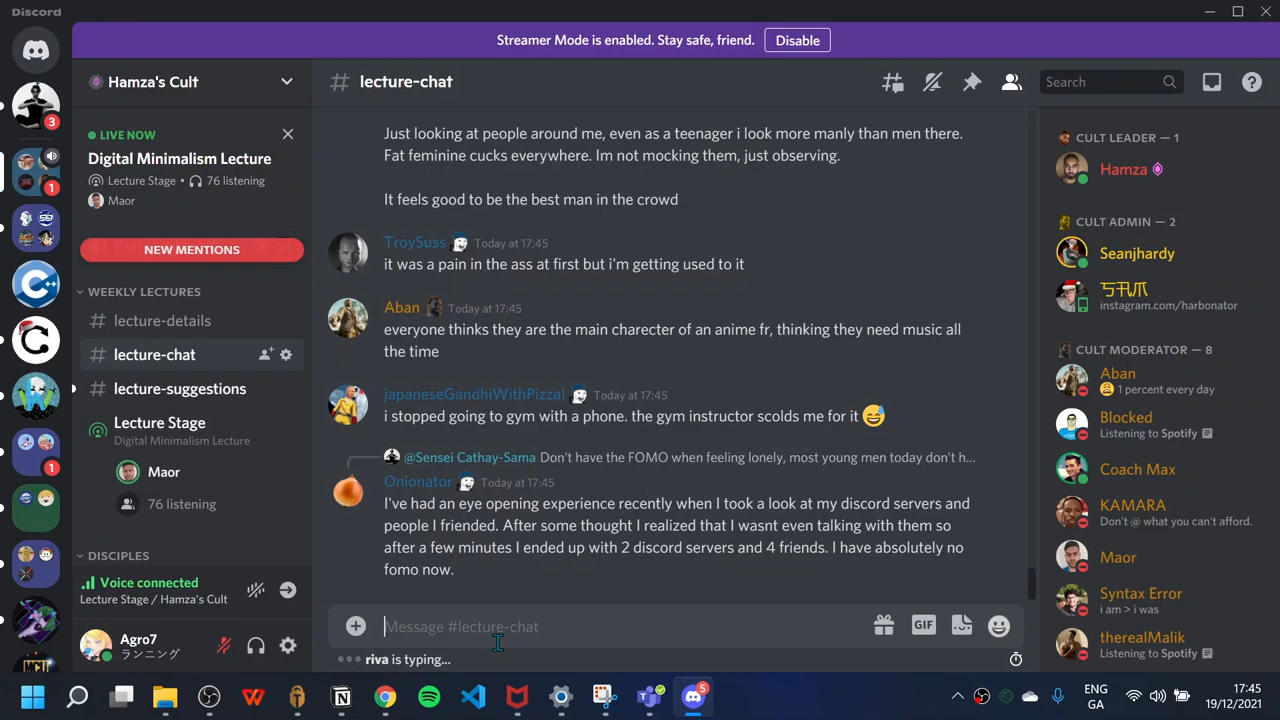 Discord
Streamer Mode is enabled. Stay safe, friend.
Disable
Hamza's Cult
LIVE NOW
Digital Minimalism Lecture
Lecture Stage • 76 listening
Maor
NEW MENTIONS
WEEKLY LECTURES
lecture-details
lecture-chat
lecture-suggestions
Lecture Stage
Digital Minimalism Lecture
Maor
76 listening
DISCIPLES
Voice connected
Lecture Stage / Hamza's Cult
Agro7
ランニング
3
1
1
# lecture-chat
Search
Just looking at people around me, even as a teenager i look more manly than men there.
Fat feminine cucks everywhere. Im not mocking them, just observing.
It feels good to be the best man in the crowd
TroySuss Today at 17:45
it was a pain in the ass at first but i'm getting used to it
Aban Today at 17:45
everyone thinks they are the main charecter of an anime fr, thinking they need music all
the time
japaneseGandhiWithPizza! Today at 17:45
i stopped going to gym with a phone. the gym instructor scolds me for it 😅
@Sensei Cathay-Sama Don't have the FOMO when feeling lonely, most young men today don't h...
Onionator Today at 17:45
I've had an eye opening experience recently when I took a look at my discord servers and
people I friended. After some thought I realized that I wasnt even talking with them so
after a few minutes I ended up with 2 discord servers and 4 friends. I have absolutely no
fomo now.
Message #lecture-chat
GIF
riva is typing...
CULT LEADER — 1
Hamza
CULT ADMIN — 2
Seanjhardy
instagram.com/harbonator
CULT MODERATOR — 8
Aban
😩 1 percent every day
Blocked
Listening to Spotify
Coach Max
KAMARA
Don't @ what you can't afford.
Maor
Syntax Error
i am > i was
therealMalik
Listening to Spotify
5
ENG
GA
17:45
19/12/2021